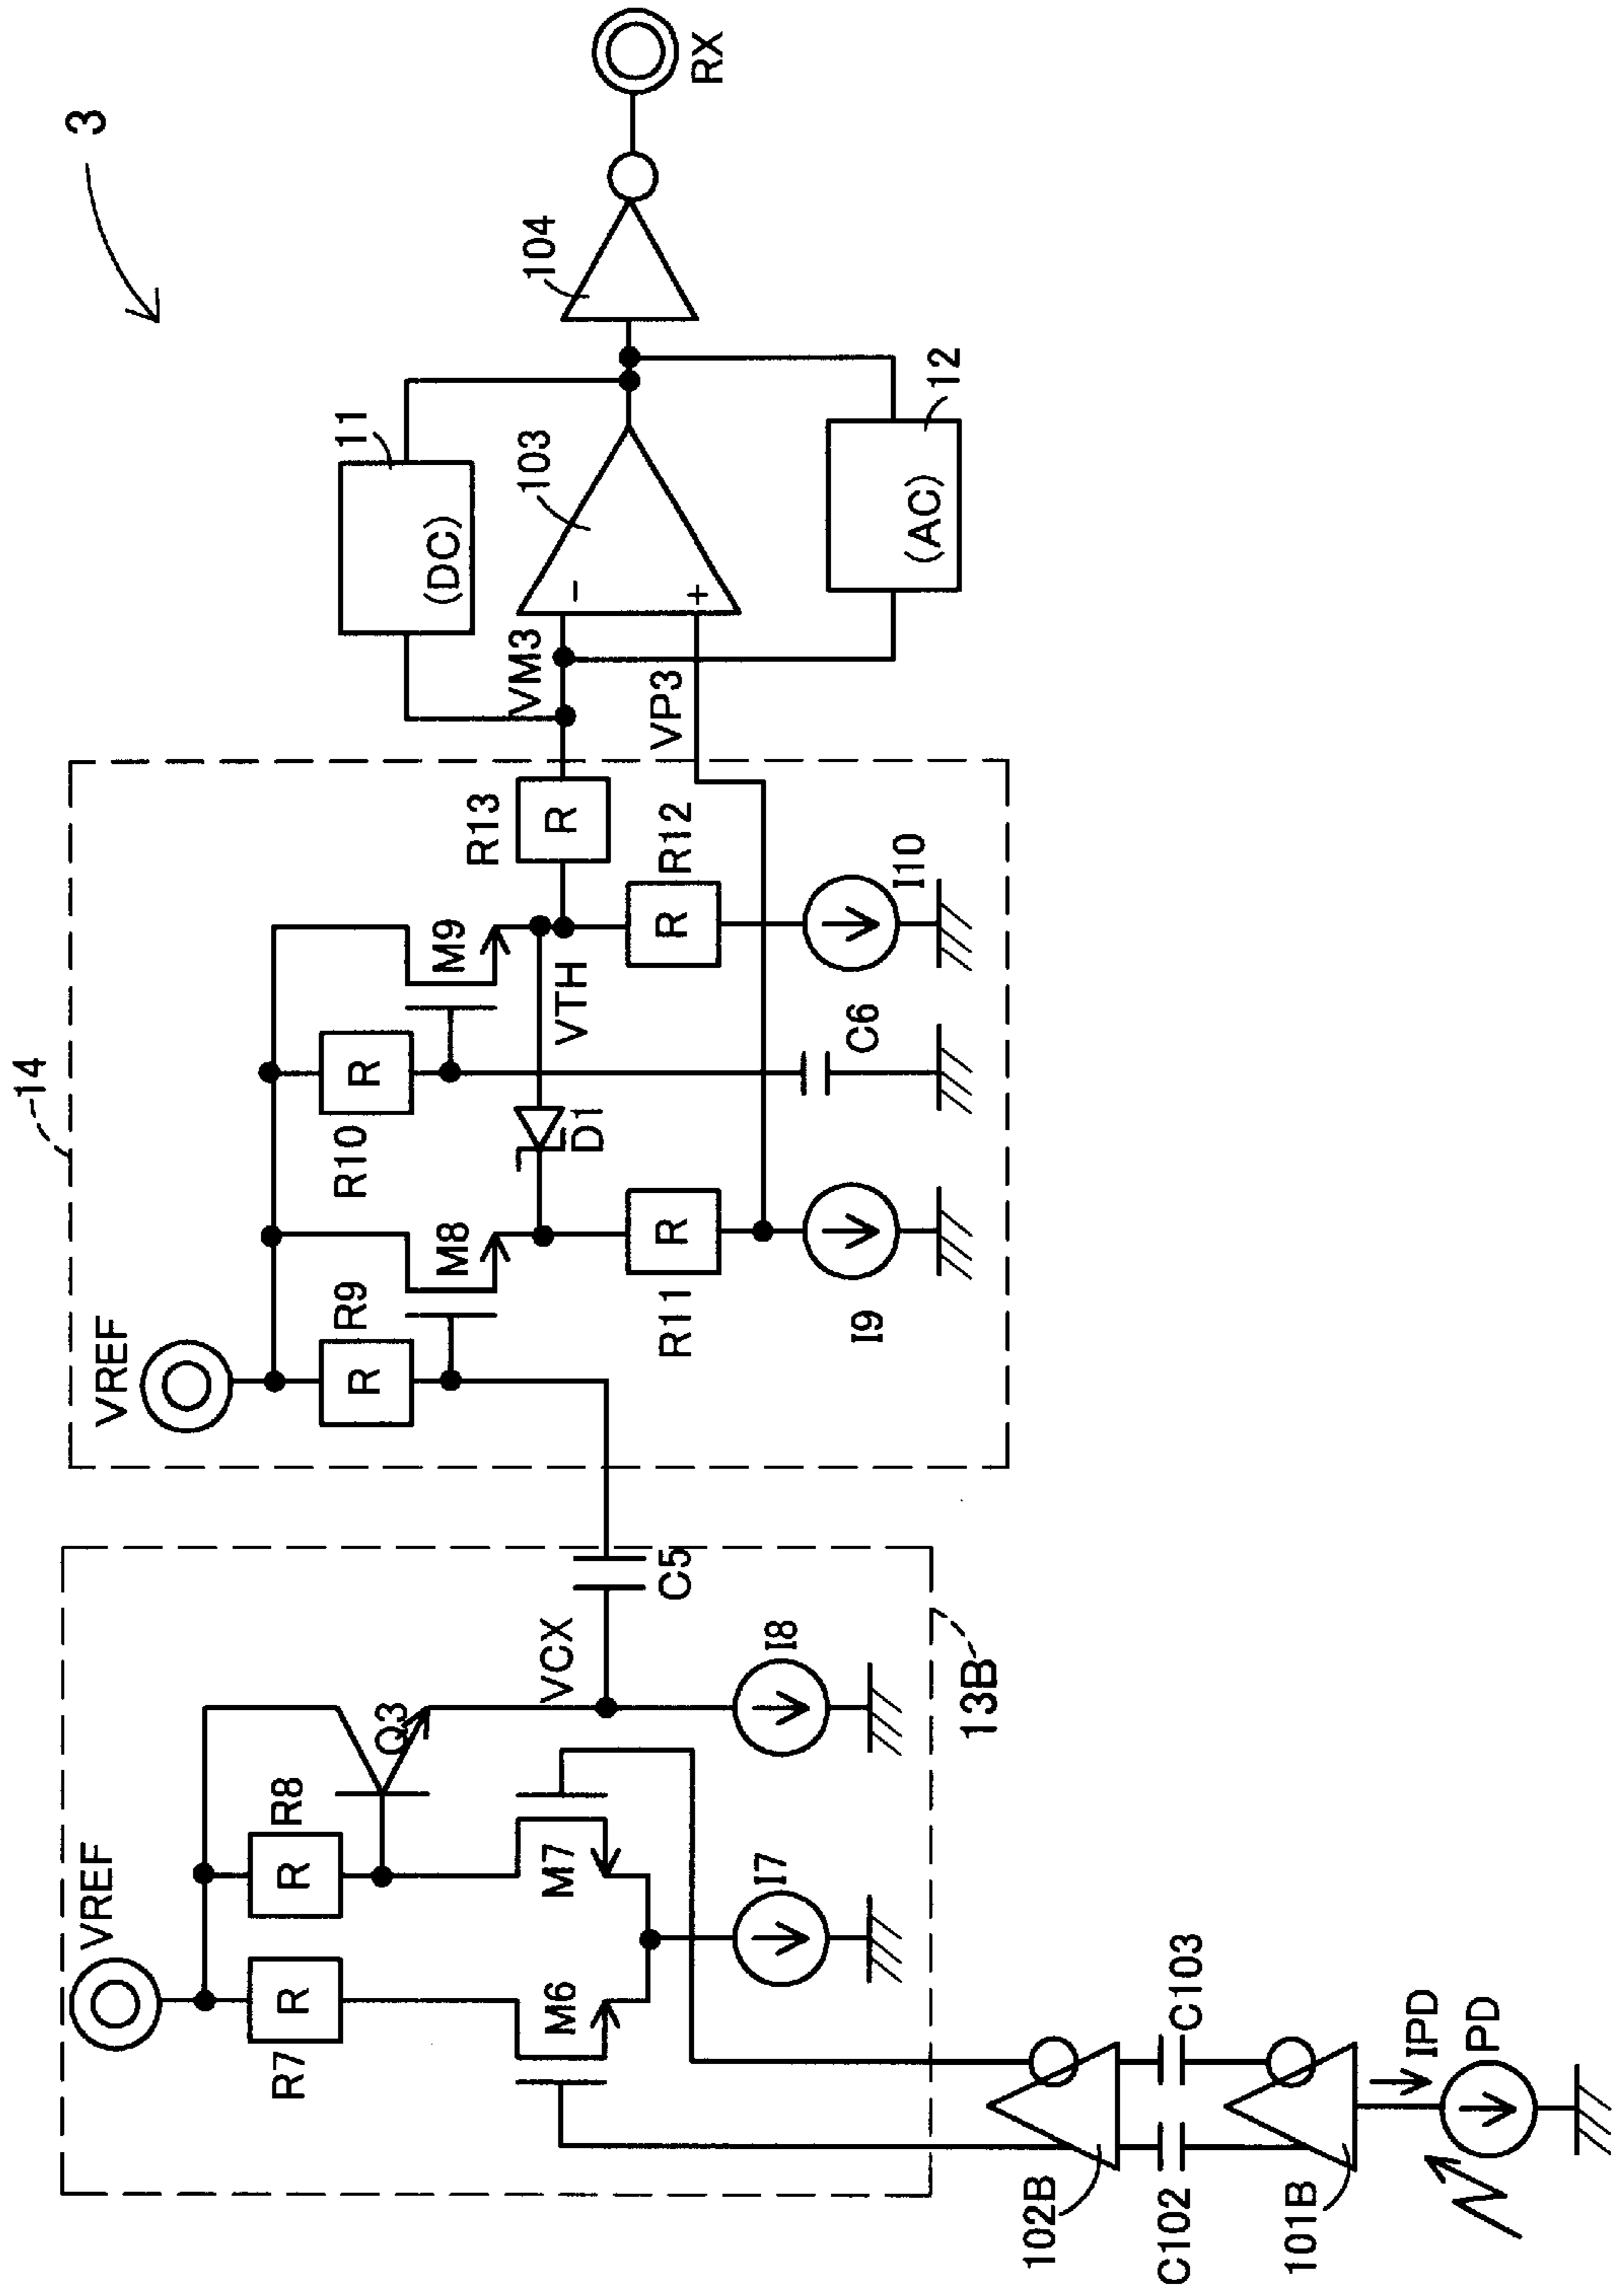 3
14
VREF
R9
R
M8
R10
R
M9
D1
VTH
R11
R
I9
C6
R12
R
I10
R13
R
VM3
VP3
11
(DC)
103
-
+
12
(AC)
104
RX
VREF
R7
R
R8
R
Q3
M6
M7
I7
I8
VCX
C5
13B
102B
C102
C103
101B
IPD
PD